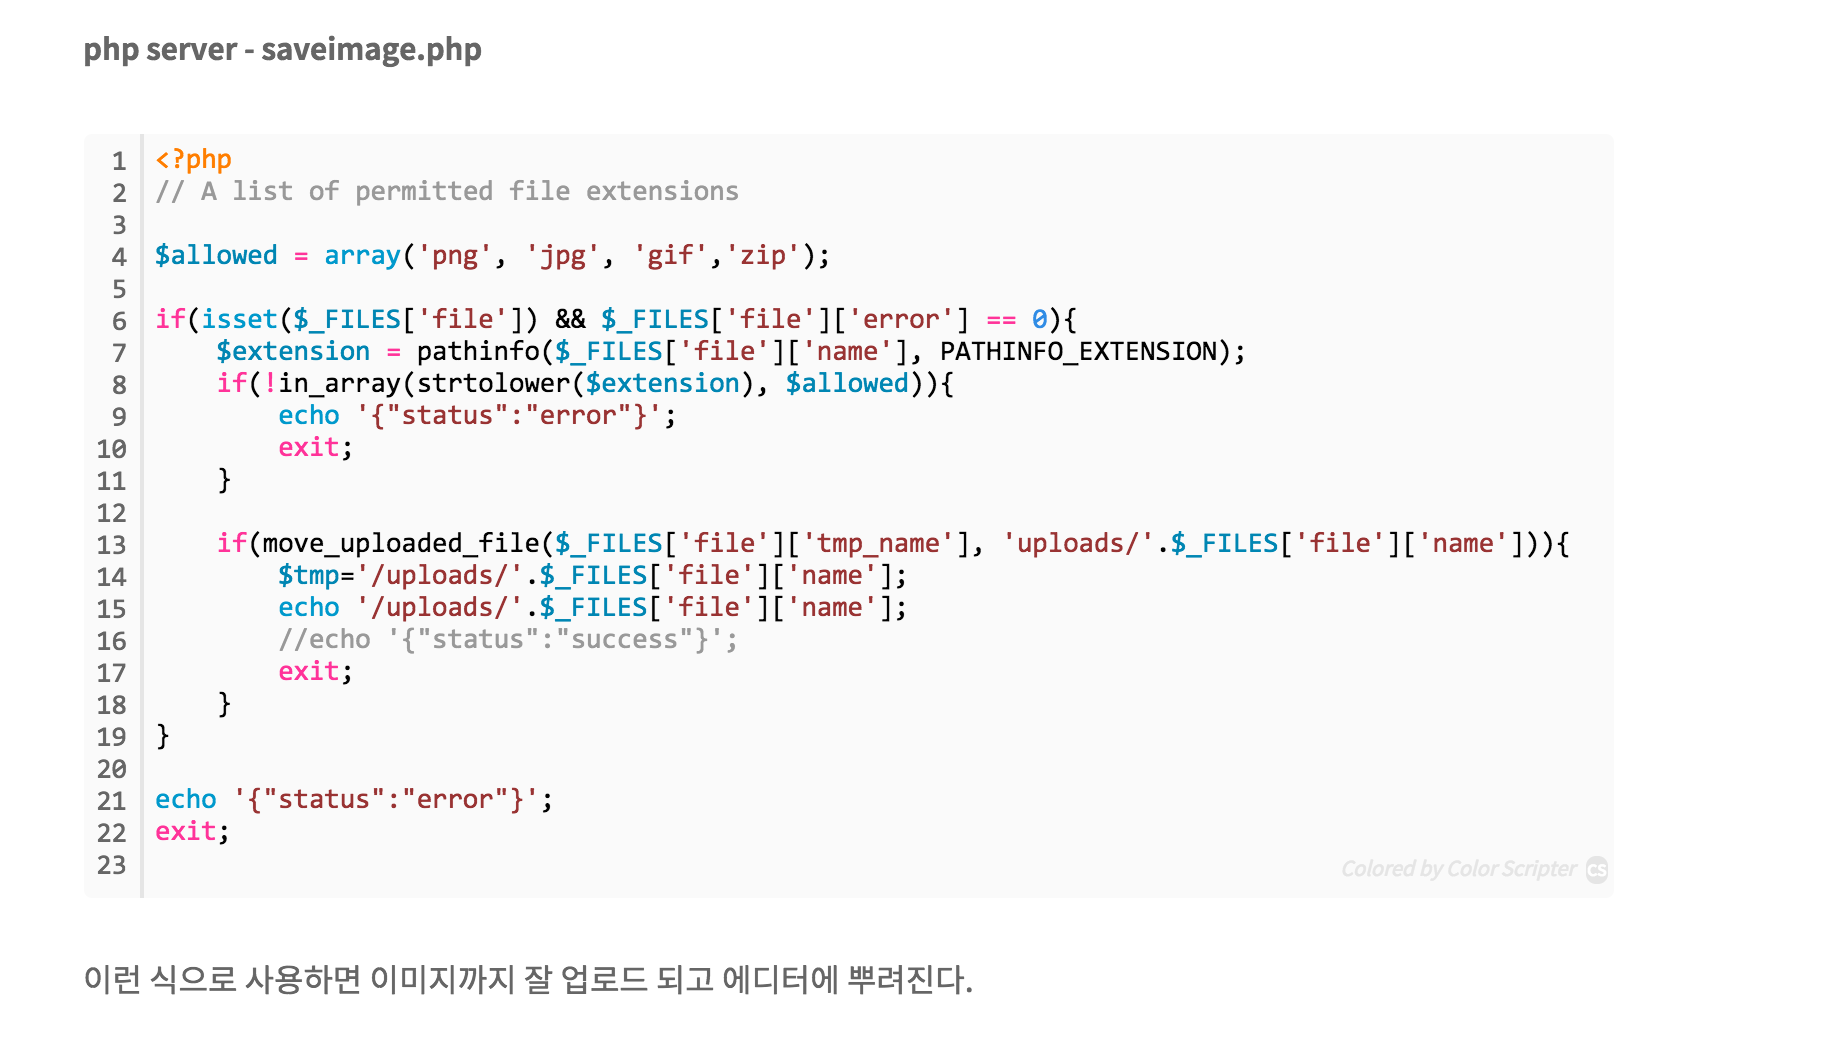 php server - saveimage.php
1 <?php
2 // A list of permitted file extensions
3
4 $allowed = array('png', 'jpg', 'gif','zip');
5
6 if(isset($_FILES['file']) && $_FILES['file']['error'] == 0){
7     $extension = pathinfo($_FILES['file']['name'], PATHINFO_EXTENSION);
8     if(!in_array(strtolower($extension), $allowed)){
9         echo '{"status":"error"}';
10         exit;
11     }
12
13     if(move_uploaded_file($_FILES['file']['tmp_name'], 'uploads/'.$_FILES['file']['name'])){
14         $tmp='/uploads/'.$_FILES['file']['name'];
15         echo '/uploads/'.$_FILES['file']['name'];
16         //echo '{"status":"success"}';
17         exit;
18     }
19 }
20
21 echo '{"status":"error"}';
22 exit;
23
Colored by Color Scripter CS
이런 식으로 사용하면 이미지까지 잘 업로드 되고 에디터에 뿌려진다.